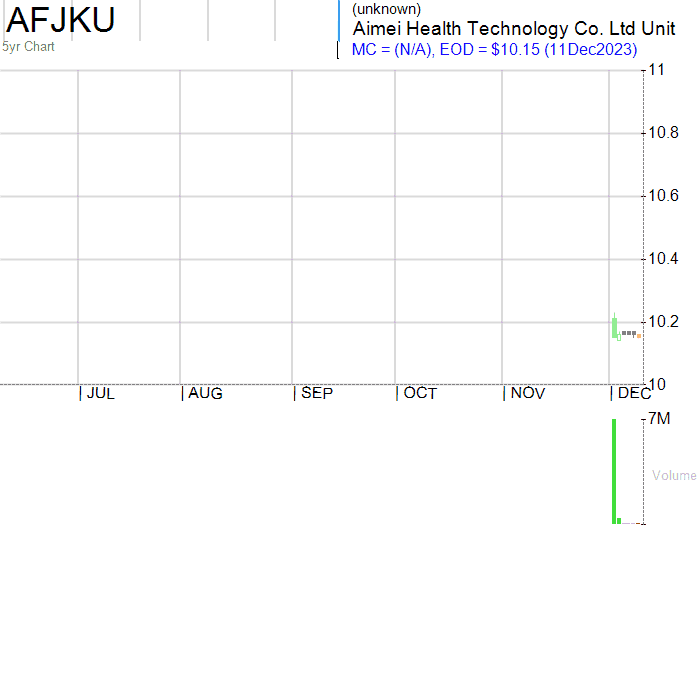 AFJKU
(unknown)
Aimei Health Technology Co. Ltd Unit
5yr Chart
MC = (N/A), EOD = $10.15 (11Dec2023)
11
10.8
10.6
10.4
10.2
10
| JUL | AUG | SEP | OCT | NOV | DEC
7M
Volume